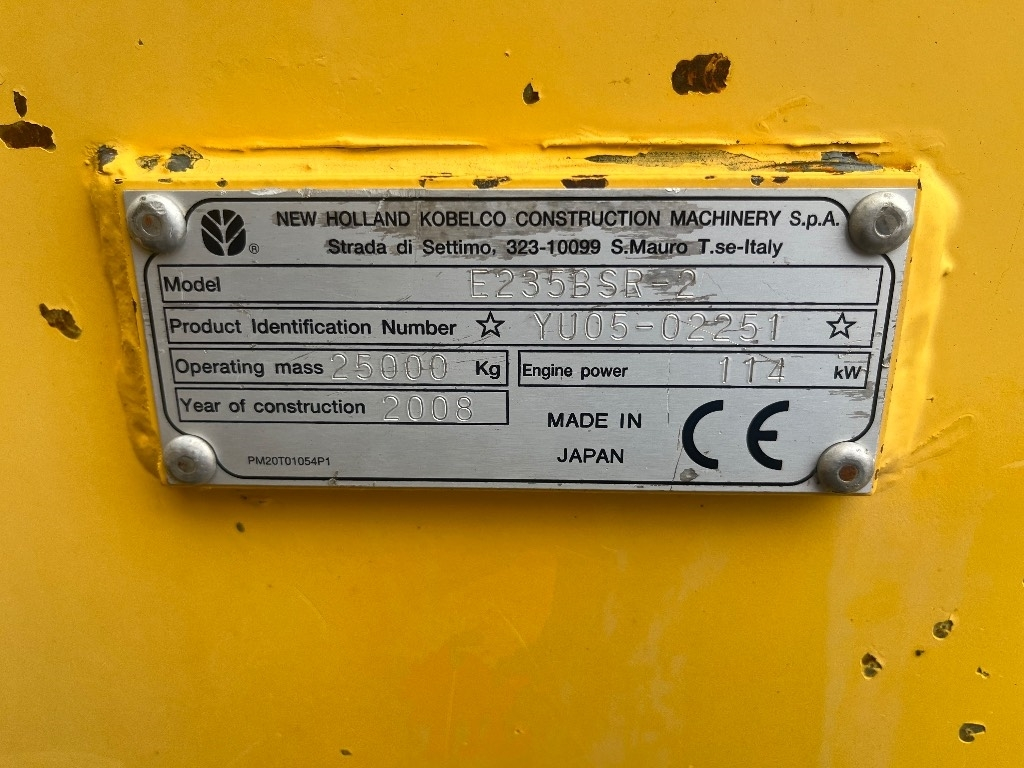 NEW HOLLAND KOBELCO CONSTRUCTION MACHINERY S.p.A.
®
Strada di Settimo, 323-10099 S.Mauro T.se-Italy
Model E235BSR-2
Product Identification Number ☆ YU05-02251 ☆
Operating mass 25000 Kg Engine power 114 kW
Year of construction 2008
MADE IN
JAPAN
CE
PM20T01054P1